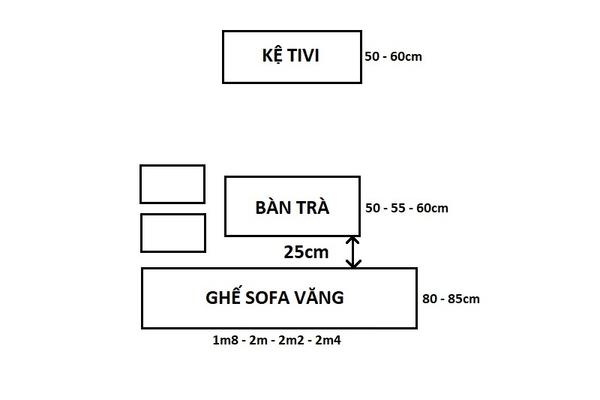 KỆ TIVI
50 - 60cm
BÀN TRÀ
50 - 55 - 60cm
25cm
GHẾ SOFA VĂNG
80 - 85cm
1m8 - 2m - 2m2 - 2m4